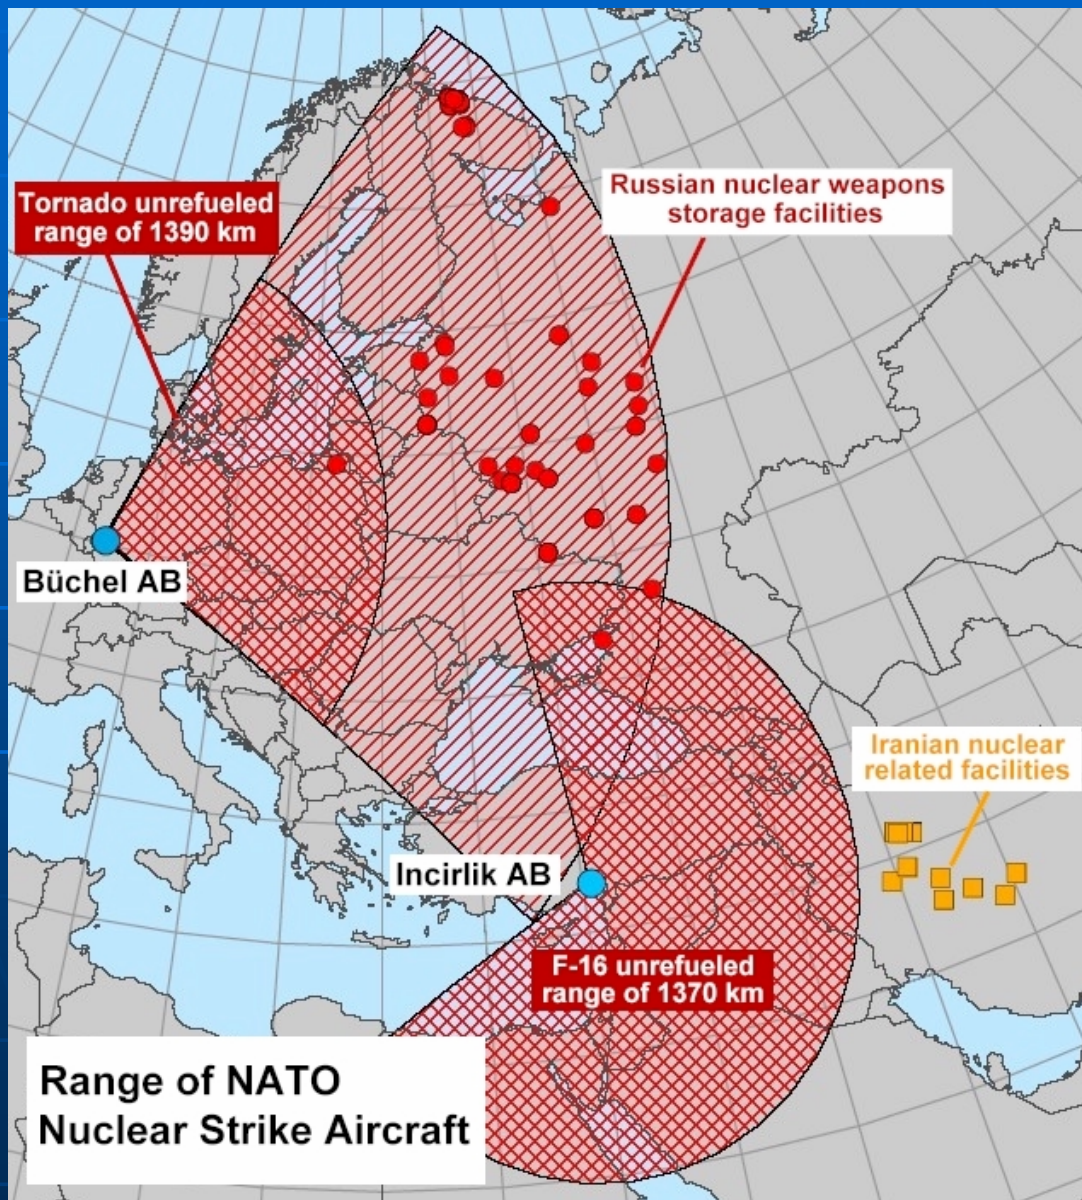 Tornado unrefueled
range of 1390 km
Russian nuclear weapons
storage facilities
Büchel AB
Iranian nuclear
related facilities
Incirlik AB
F-16 unrefueled
range of 1370 km
Range of NATO
Nuclear Strike Aircraft